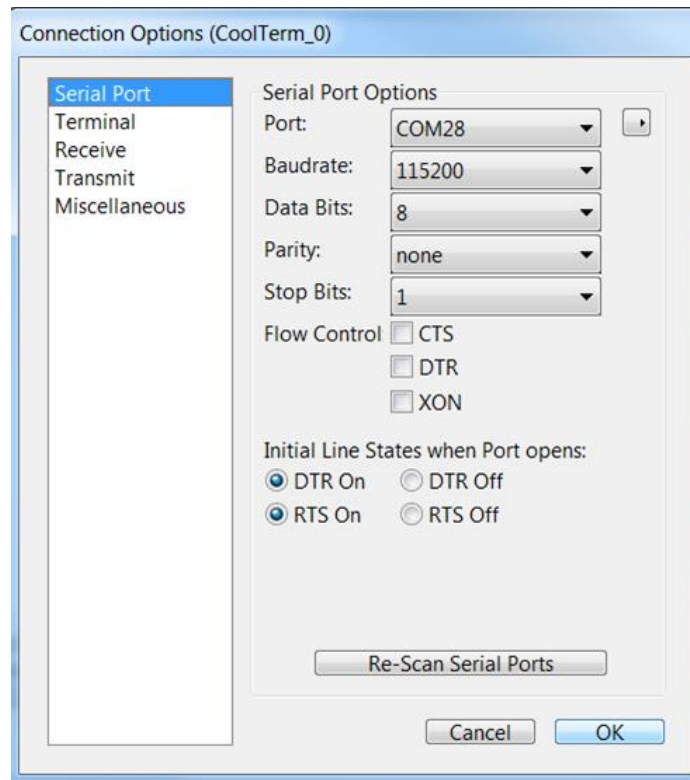 Connection Options (CoolTerm_0)
Serial Port
Terminal
Receive
Transmit
Miscellaneous
Serial Port Options
Port: COM28
Baudrate: 115200
Data Bits: 8
Parity: none
Stop Bits: 1
Flow Control CTS
DTR
XON
Initial Line States when Port opens:
DTR On DTR Off
RTS On RTS Off
Re-Scan Serial Ports
Cancel OK